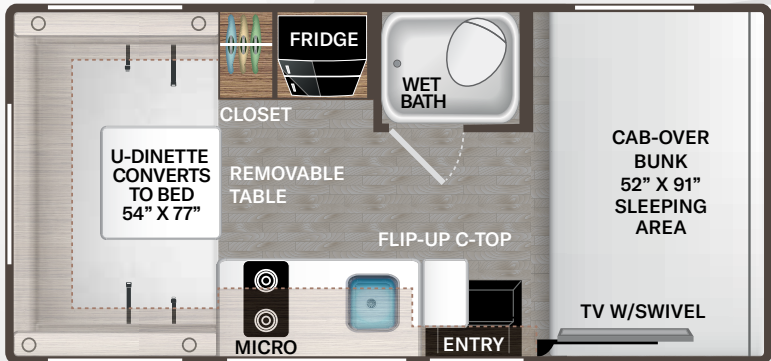 FRIDGE
WET
BATH
CLOSET
U-DINETTE
CONVERTS
TO BED
54” X 77”
REMOVABLE
TABLE
CAB-OVER
BUNK
52” X 91”
SLEEPING
AREA
FLIP-UP C-TOP
TV W/SWIVEL
MICRO
ENTRY